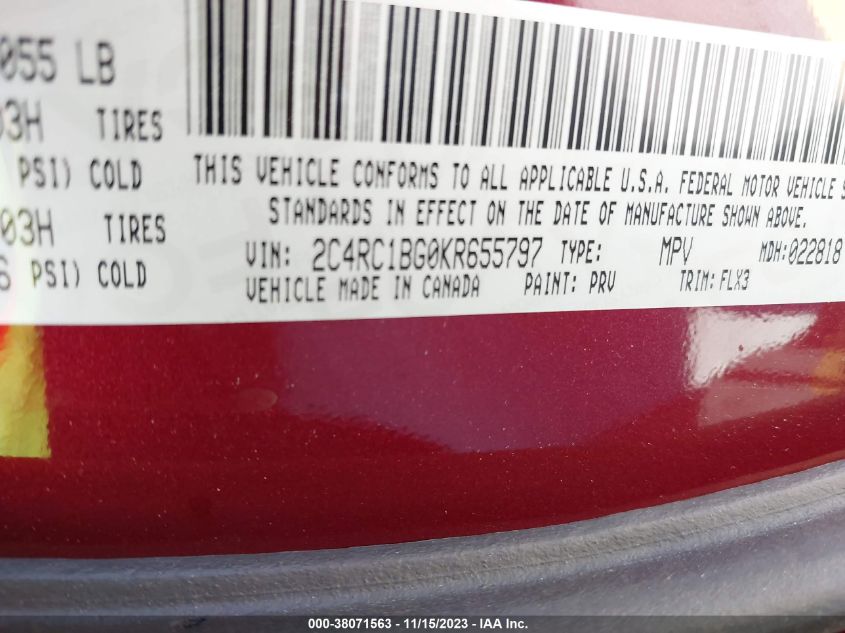 055 LB
03H TIRES
PSI) COLD
03H TIRES
PSI) COLD
THIS VEHICLE CONFORMS TO ALL APPLICABLE U.S.A. FEDERAL MOTOR VEHICLE S
STANDARDS IN EFFECT ON THE DATE OF MANUFACTURE SHOWN ABOVE.
VIN: 2C4RC1BG0KR655797 TYPE: MPV MDH:022818
VEHICLE MADE IN CANADA PAINT: PRV TRIM: FLX3
000-38071563 - 11/15/2023 - IAA Inc.